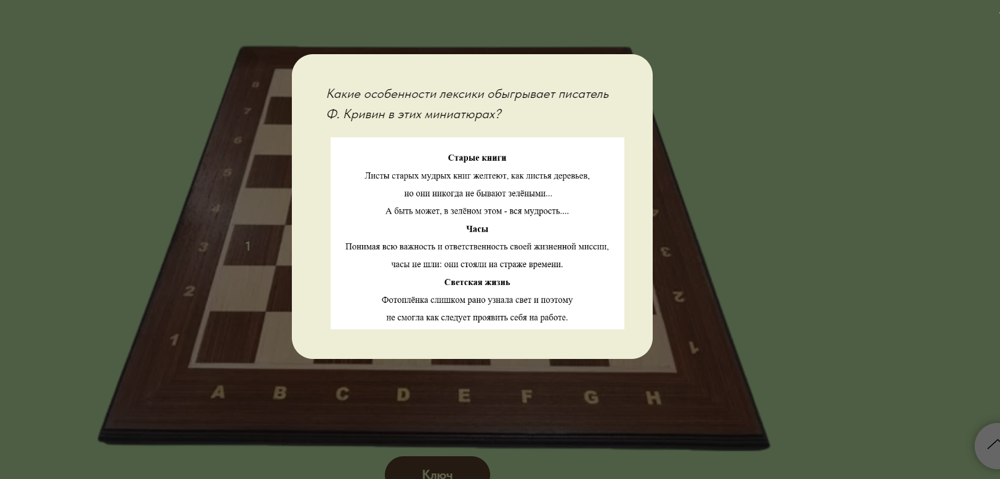 Какие особенности лексики обыгрывает писатель
Ф. Кривин в этих миниатюрах?
Старые книги
Листы старых мудрых книг желтеют, как листья деревьев,
но они никогда не бывают зелёными...
А быть может, в зелёном этом - вся мудрость....
Часы
Понимая всю важность и ответственность своей жизненной миссии,
часы не шли: они стояли на страже времени.
Светская жизнь
Фотоплёнка слишком рано узнала свет и поэтому
не смогла как следует проявить себя на работе.
8
7
6
5
4 4
3 1 3
2 2
1 1
A B C D E F G H
Ключ